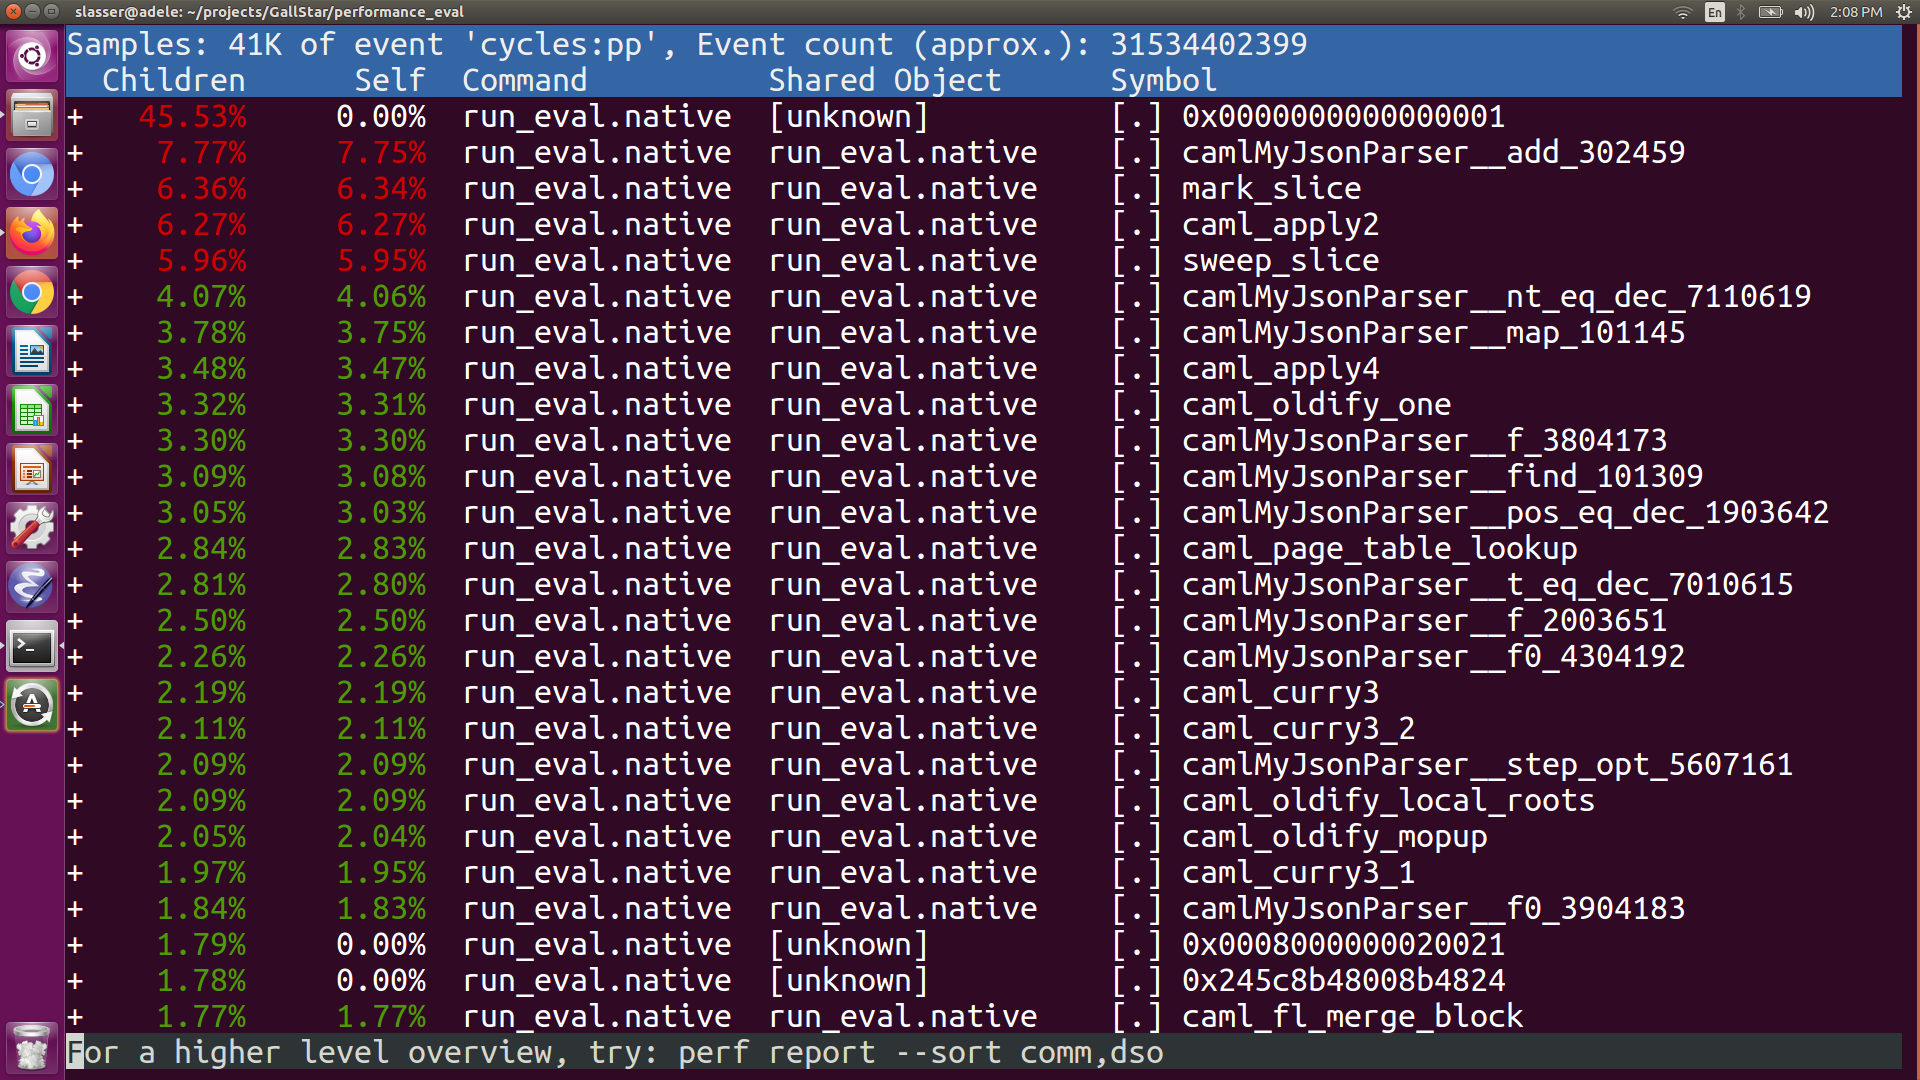 slasser@adele: ~/projects/GallStar/performance_eval
En
2:08 PM
Samples: 41K of event 'cycles:pp', Event count (approx.): 31534402399
Children Self Command Shared Object Symbol
+ 45.53% 0.00% run_eval.native [unknown] [.] 0x0000000000000001
+ 7.77% 7.75% run_eval.native run_eval.native [.] camlMyJsonParser__add_302459
+ 6.36% 6.34% run_eval.native run_eval.native [.] mark_slice
+ 6.27% 6.27% run_eval.native run_eval.native [.] caml_apply2
+ 5.96% 5.95% run_eval.native run_eval.native [.] sweep_slice
+ 4.07% 4.06% run_eval.native run_eval.native [.] camlMyJsonParser__nt_eq_dec_7110619
+ 3.78% 3.75% run_eval.native run_eval.native [.] camlMyJsonParser__map_101145
+ 3.48% 3.47% run_eval.native run_eval.native [.] caml_apply4
+ 3.32% 3.31% run_eval.native run_eval.native [.] caml_oldify_one
+ 3.30% 3.30% run_eval.native run_eval.native [.] camlMyJsonParser__f_3804173
+ 3.09% 3.08% run_eval.native run_eval.native [.] camlMyJsonParser__find_101309
+ 3.05% 3.03% run_eval.native run_eval.native [.] camlMyJsonParser__pos_eq_dec_1903642
+ 2.84% 2.83% run_eval.native run_eval.native [.] caml_page_table_lookup
+ 2.81% 2.80% run_eval.native run_eval.native [.] camlMyJsonParser__t_eq_dec_7010615
+ 2.50% 2.50% run_eval.native run_eval.native [.] camlMyJsonParser__f_2003651
+ 2.26% 2.26% run_eval.native run_eval.native [.] camlMyJsonParser__f0_4304192
+ 2.19% 2.19% run_eval.native run_eval.native [.] caml_curry3
+ 2.11% 2.11% run_eval.native run_eval.native [.] caml_curry3_2
+ 2.09% 2.09% run_eval.native run_eval.native [.] camlMyJsonParser__step_opt_5607161
+ 2.09% 2.09% run_eval.native run_eval.native [.] caml_oldify_local_roots
+ 2.05% 2.04% run_eval.native run_eval.native [.] caml_oldify_mopup
+ 1.97% 1.95% run_eval.native run_eval.native [.] caml_curry3_1
+ 1.84% 1.83% run_eval.native run_eval.native [.] camlMyJsonParser__f0_3904183
+ 1.79% 0.00% run_eval.native [unknown] [.] 0x0008000000020021
+ 1.78% 0.00% run_eval.native [unknown] [.] 0x245c8b48008b4824
+ 1.77% 1.77% run_eval.native run_eval.native [.] caml_fl_merge_block
For a higher level overview, try: perf report --sort comm,dso